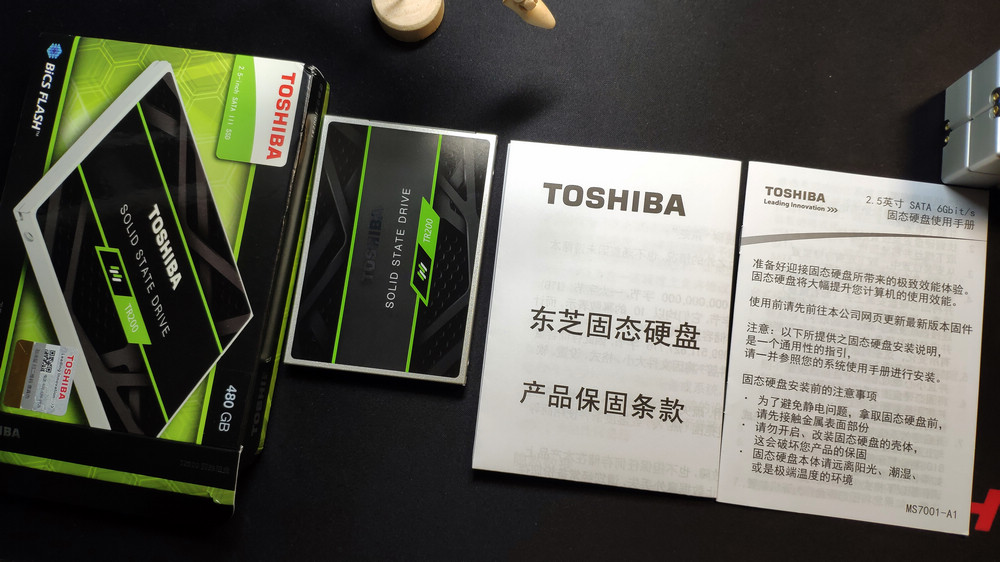 BiCS FLASH™
TOSHIBA
2.5-inch SATA III SSD
TOSHIBA
SOLID STATE DRIVE
TR200
TOSHIBA
480 GB
TOSHIBA
SOLID STATE DRIVE
TR200
TOSHIBA
东芝固态硬盘
产品保固条款
TOSHIBA
Leading Innovation >>>
2.5英寸 SATA 6Gbit/s
固态硬盘使用手册
准备好迎接固态硬盘所带来的极致效能体验。
固态硬盘将大幅提升您计算机的使用效能。
使用前请先前往本公司网页更新最新版本固件
注意：以下所提供之固态硬盘安装说明，
是一个通用性的指引，
请一并参照您的系统使用手册进行安装。
固态硬盘安装前的注意事项
· 为了避免静电问题，拿取固态硬盘前，
请先接触金属表面部份
· 请勿开启、改装固态硬盘的壳体，
这会破坏您产品的保固
· 固态硬盘本体请远离阳光、潮湿、
或是极端温度的环境
MS7001-A1